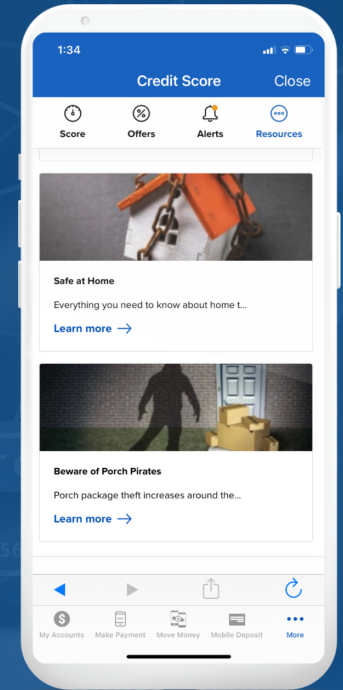 1:34
Credit Score
Close
Score
Offers
Alerts
Resources
Safe at Home
Everything you need to know about home t...
Learn more →
Beware of Porch Pirates
Porch package theft increases around the...
Learn more →
My Accounts
Make Payment
Move Money
Mobile Deposit
More